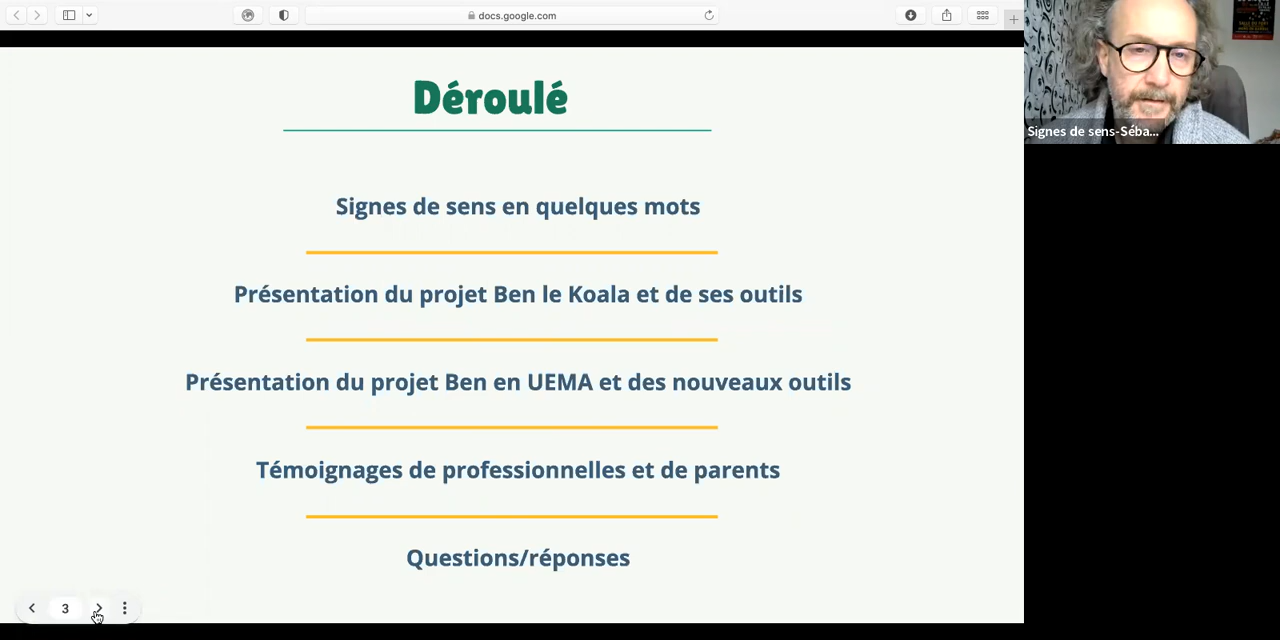 docs.google.com
Déroulé
Signes de sens-Séba...
Signes de sens en quelques mots
Présentation du projet Ben le Koala et de ses outils
Présentation du projet Ben en UEMA et des nouveaux outils
Témoignages de professionnelles et de parents
Questions/réponses
3